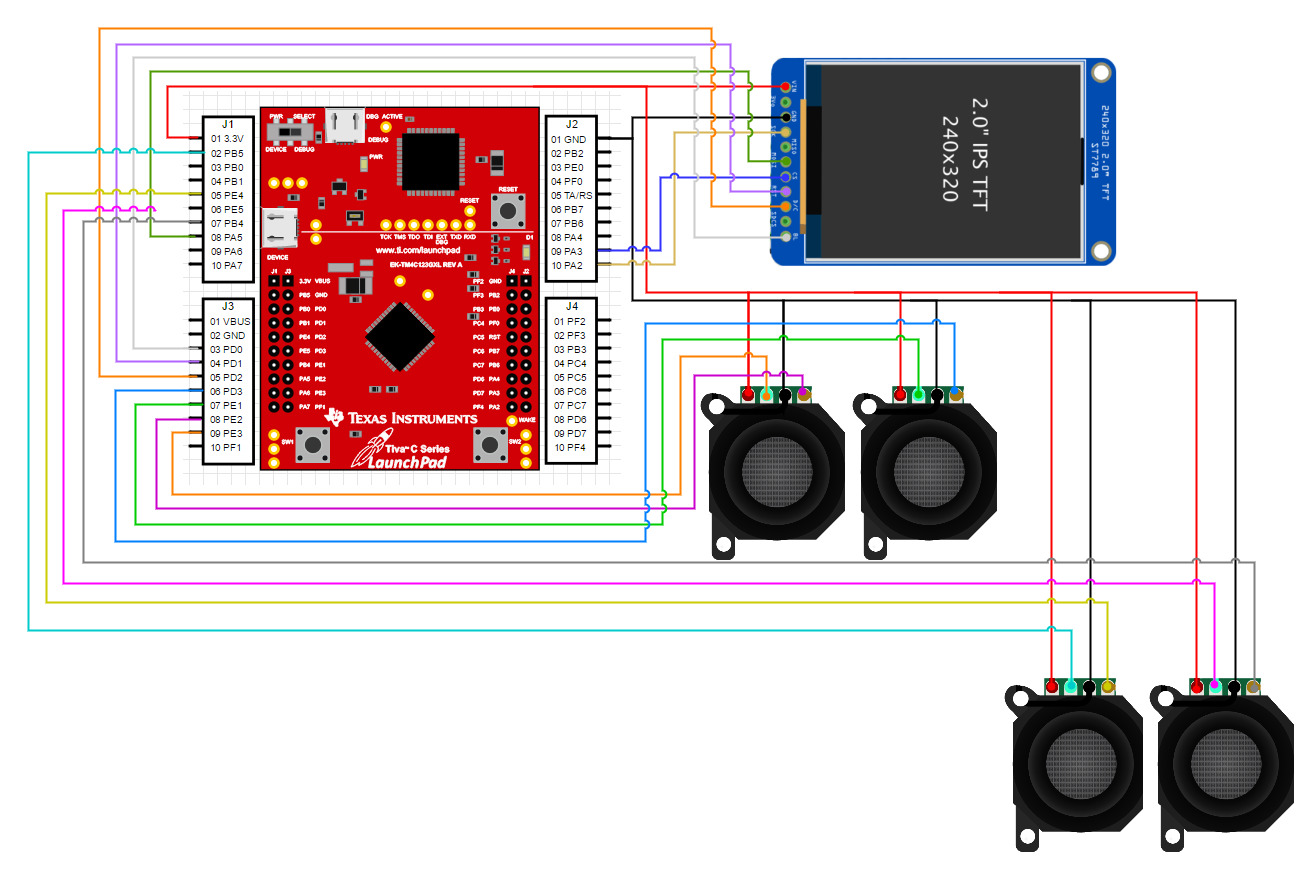 J1
01 3.3V
02 PB5
03 PB0
04 PB1
05 PE4
06 PE5
07 PB4
08 PA5
09 PA6
10 PA7
J3
01 VBUS
02 GND
03 PD0
04 PD1
05 PD2
06 PD3
07 PE1
08 PE2
09 PE3
10 PF1
PWR SELECT
DEVICE DEBUG
DBG ACTIVE
DEBUG
PWR
RESET
RESET
TCK TMS TDO TDI EXT TXD RXD
DBG
D1
www.ti.com/launchpad
DEVICE
EK-TM4C123GXL REV A
J1 J3
3.3V VBUS
PB5 GND
PB0 PD0
PB1 PD1
PE4 PD2
PE5 PD3
PB4 PE1
PA5 PE2
PA6 PE3
PA7 PF1
J4 J2
PF2 GND
PF3 PB2
PB3 PE0
PC4 PF0
PC5 RST
PC6 PB7
PC7 PB6
PD6 PA4
PD7 PA3
PF4 PA2
TEXAS INSTRUMENTS
WAKE
SW1
SW2
Tiva™ C Series
LaunchPad
J2
01 GND
02 PB2
03 PE0
04 PF0
05 TA/RS
06 PB7
07 PB6
08 PA4
09 PA3
10 PA2
J4
01 PF2
02 PF3
03 PB3
04 PC4
05 PC5
06 PC6
07 PC7
08 PD6
09 PD7
10 PF4
VIN
GND
MISO
MOSI
CS
RST
D/C
SDCS
BL
2.0" IPS TFT
240x320
240x320 2.0" TFT
ST7789